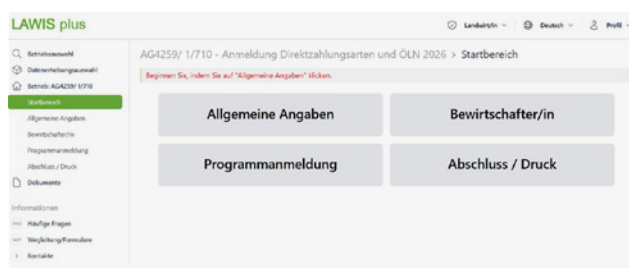 LAWIS plus
Landwirt/in
Deutsch
Profil
Betriebsauswahl
Datenerhebungsauswahl
Betrieb: AG4259/ 1/710
Startbereich
Allgemeine Angaben
Bewirtschafter/in
Programmanmeldung
Abschluss / Druck
Dokumente
Informationen
Häufige Fragen
Wegleitung/Formulare
Kontakte
AG4259/ 1/710 - Anmeldung Direktzahlungsarten und ÖLN 2026 > Startbereich
Beginnen Sie, indem Sie auf "Allgemeine Angaben" klicken.
Allgemeine Angaben
Bewirtschafter/in
Programmanmeldung
Abschluss / Druck